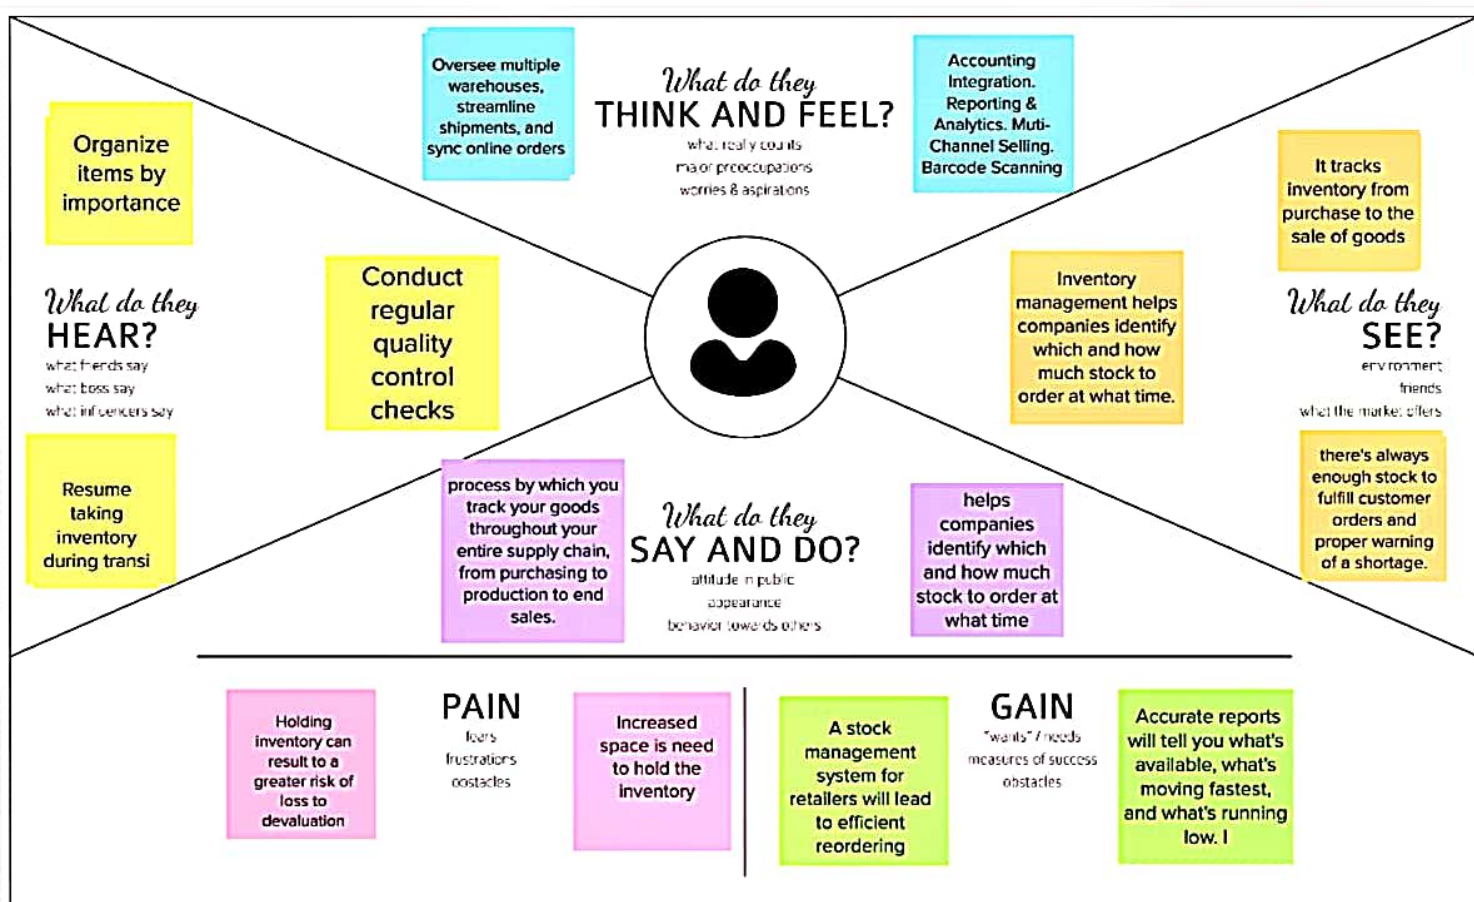 Oversee multiple
warehouses,
streamline
shipments, and
sync online orders
What do they
THINK AND FEEL?
what really counts
major preoccupations
worries & aspirations
Accounting
Integration.
Reporting &
Analytics. Muti-
Channel Selling.
Barcode Scanning
Organize
items by
importance
Conduct
regular
quality
control
checks
What do they
HEAR?
what friends say
what boss say
what influencers say
Resume
taking
inventory
during transi
It tracks
inventory from
purchase to the
sale of goods
Inventory
management helps
companies identify
which and how
much stock to
order at what time.
What do they
SEE?
environment
friends
what the market offers
there's always
enough stock to
fulfill customer
orders and
proper warning
of a shortage.
process by which you
track your goods
throughout your
entire supply chain,
from purchasing to
production to end
sales.
What do they
SAY AND DO?
attitude in public
appearance
behavior towards others
helps
companies
identify which
and how much
stock to order at
what time
Holding
inventory can
result to a
greater risk of
loss to
devaluation
PAIN
fears
frustrations
obstacles
Increased
space is need
to hold the
inventory
A stock
management
system for
retailers will lead
to efficient
reordering
GAIN
"wants" / needs
measures of success
obstacles
Accurate reports
will tell you what's
available, what's
moving fastest,
and what's running
low. I